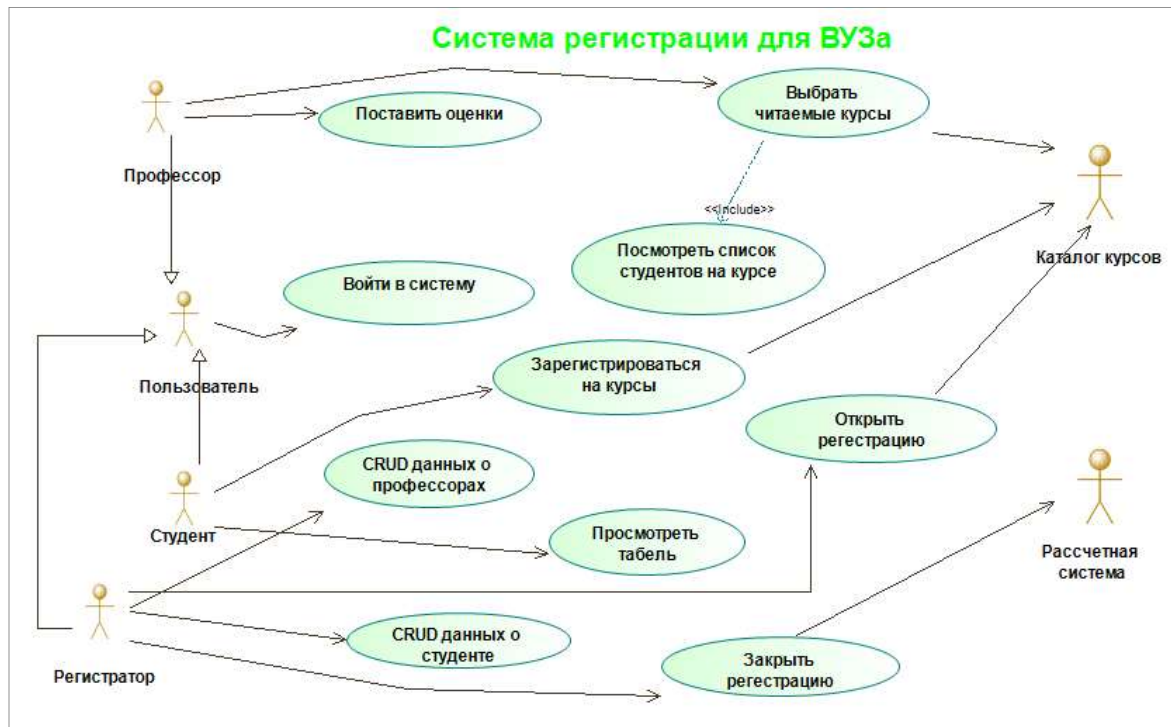 Система регистрации для ВУЗа
Поставить оценки
Выбрать
читаемые курсы
Профессор
<<Include>>
Посмотреть список
студентов на курсе
Каталог курсов
Войти в систему
Пользователь
Зарегистрироваться
на курсы
Открыть
регестрацию
CRUD данных о
профессорах
Студент
Просмотреть
табель
Рассчетная
система
CRUD данных о
студенте
Регистратор
Закрыть
регестрацию